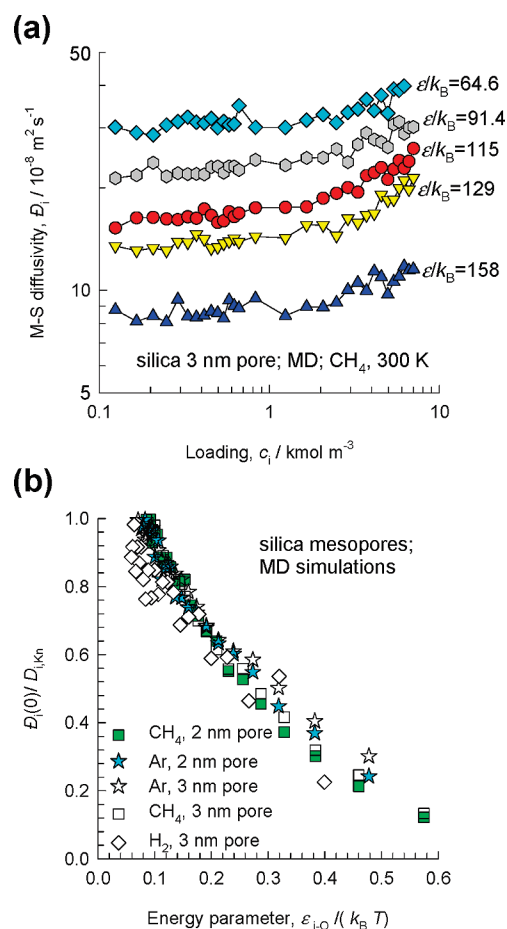 (a)
50
10
5
M-S diffusivity, Đi / 10-8 m2 s-1
ε/kB=64.6
ε/kB=91.4
ε/kB=115
ε/kB=129
ε/kB=158
silica 3 nm pore; MD; CH4, 300 K
0.1
1
10
Loading, ci / kmol m-3
(b)
1.0
0.8
0.6
0.4
0.2
0.0
Đi(0)/ Di,Kn
silica mesopores;
MD simulations
CH4, 2 nm pore
Ar, 2 nm pore
Ar, 3 nm pore
CH4, 3 nm pore
H2, 3 nm pore
0.0 0.1 0.2 0.3 0.4 0.5 0.6
Energy parameter, εi-O /( kB T)